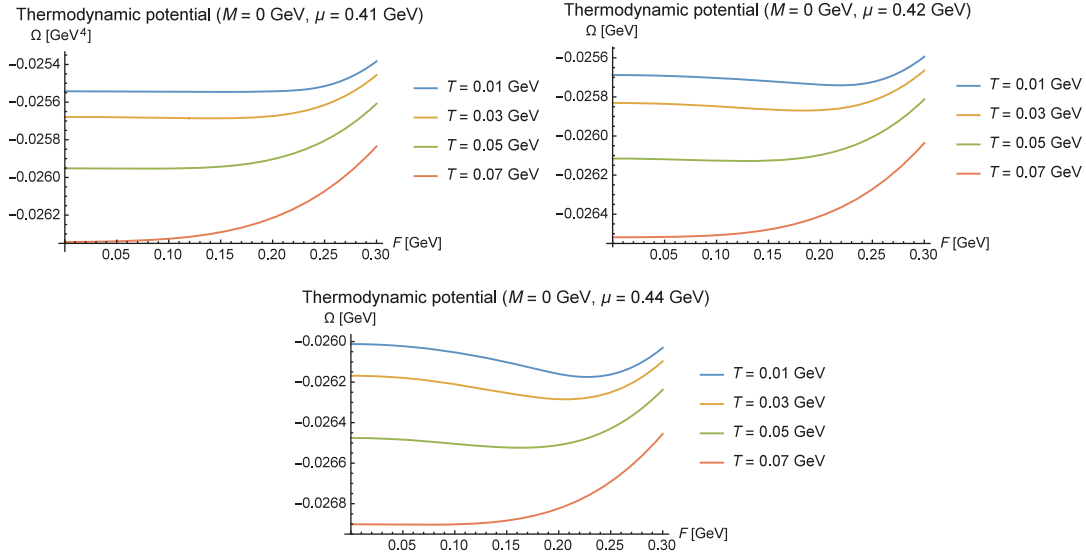 Thermodynamic potential (M = 0 GeV, μ = 0.41 GeV)
Ω [GeV⁴]
−0.0254
−0.0256
−0.0258
−0.0260
−0.0262
0.05 0.10 0.15 0.20 0.25 0.30
F [GeV]
T = 0.01 GeV
T = 0.03 GeV
T = 0.05 GeV
T = 0.07 GeV
Thermodynamic potential (M = 0 GeV, μ = 0.42 GeV)
Ω [GeV]
−0.0256
−0.0258
−0.0260
−0.0262
−0.0264
0.05 0.10 0.15 0.20 0.25 0.30
F [GeV]
T = 0.01 GeV
T = 0.03 GeV
T = 0.05 GeV
T = 0.07 GeV
Thermodynamic potential (M = 0 GeV, μ = 0.44 GeV)
Ω [GeV]
−0.0260
−0.0262
−0.0264
−0.0266
−0.0268
0.05 0.10 0.15 0.20 0.25 0.30
F [GeV]
T = 0.01 GeV
T = 0.03 GeV
T = 0.05 GeV
T = 0.07 GeV